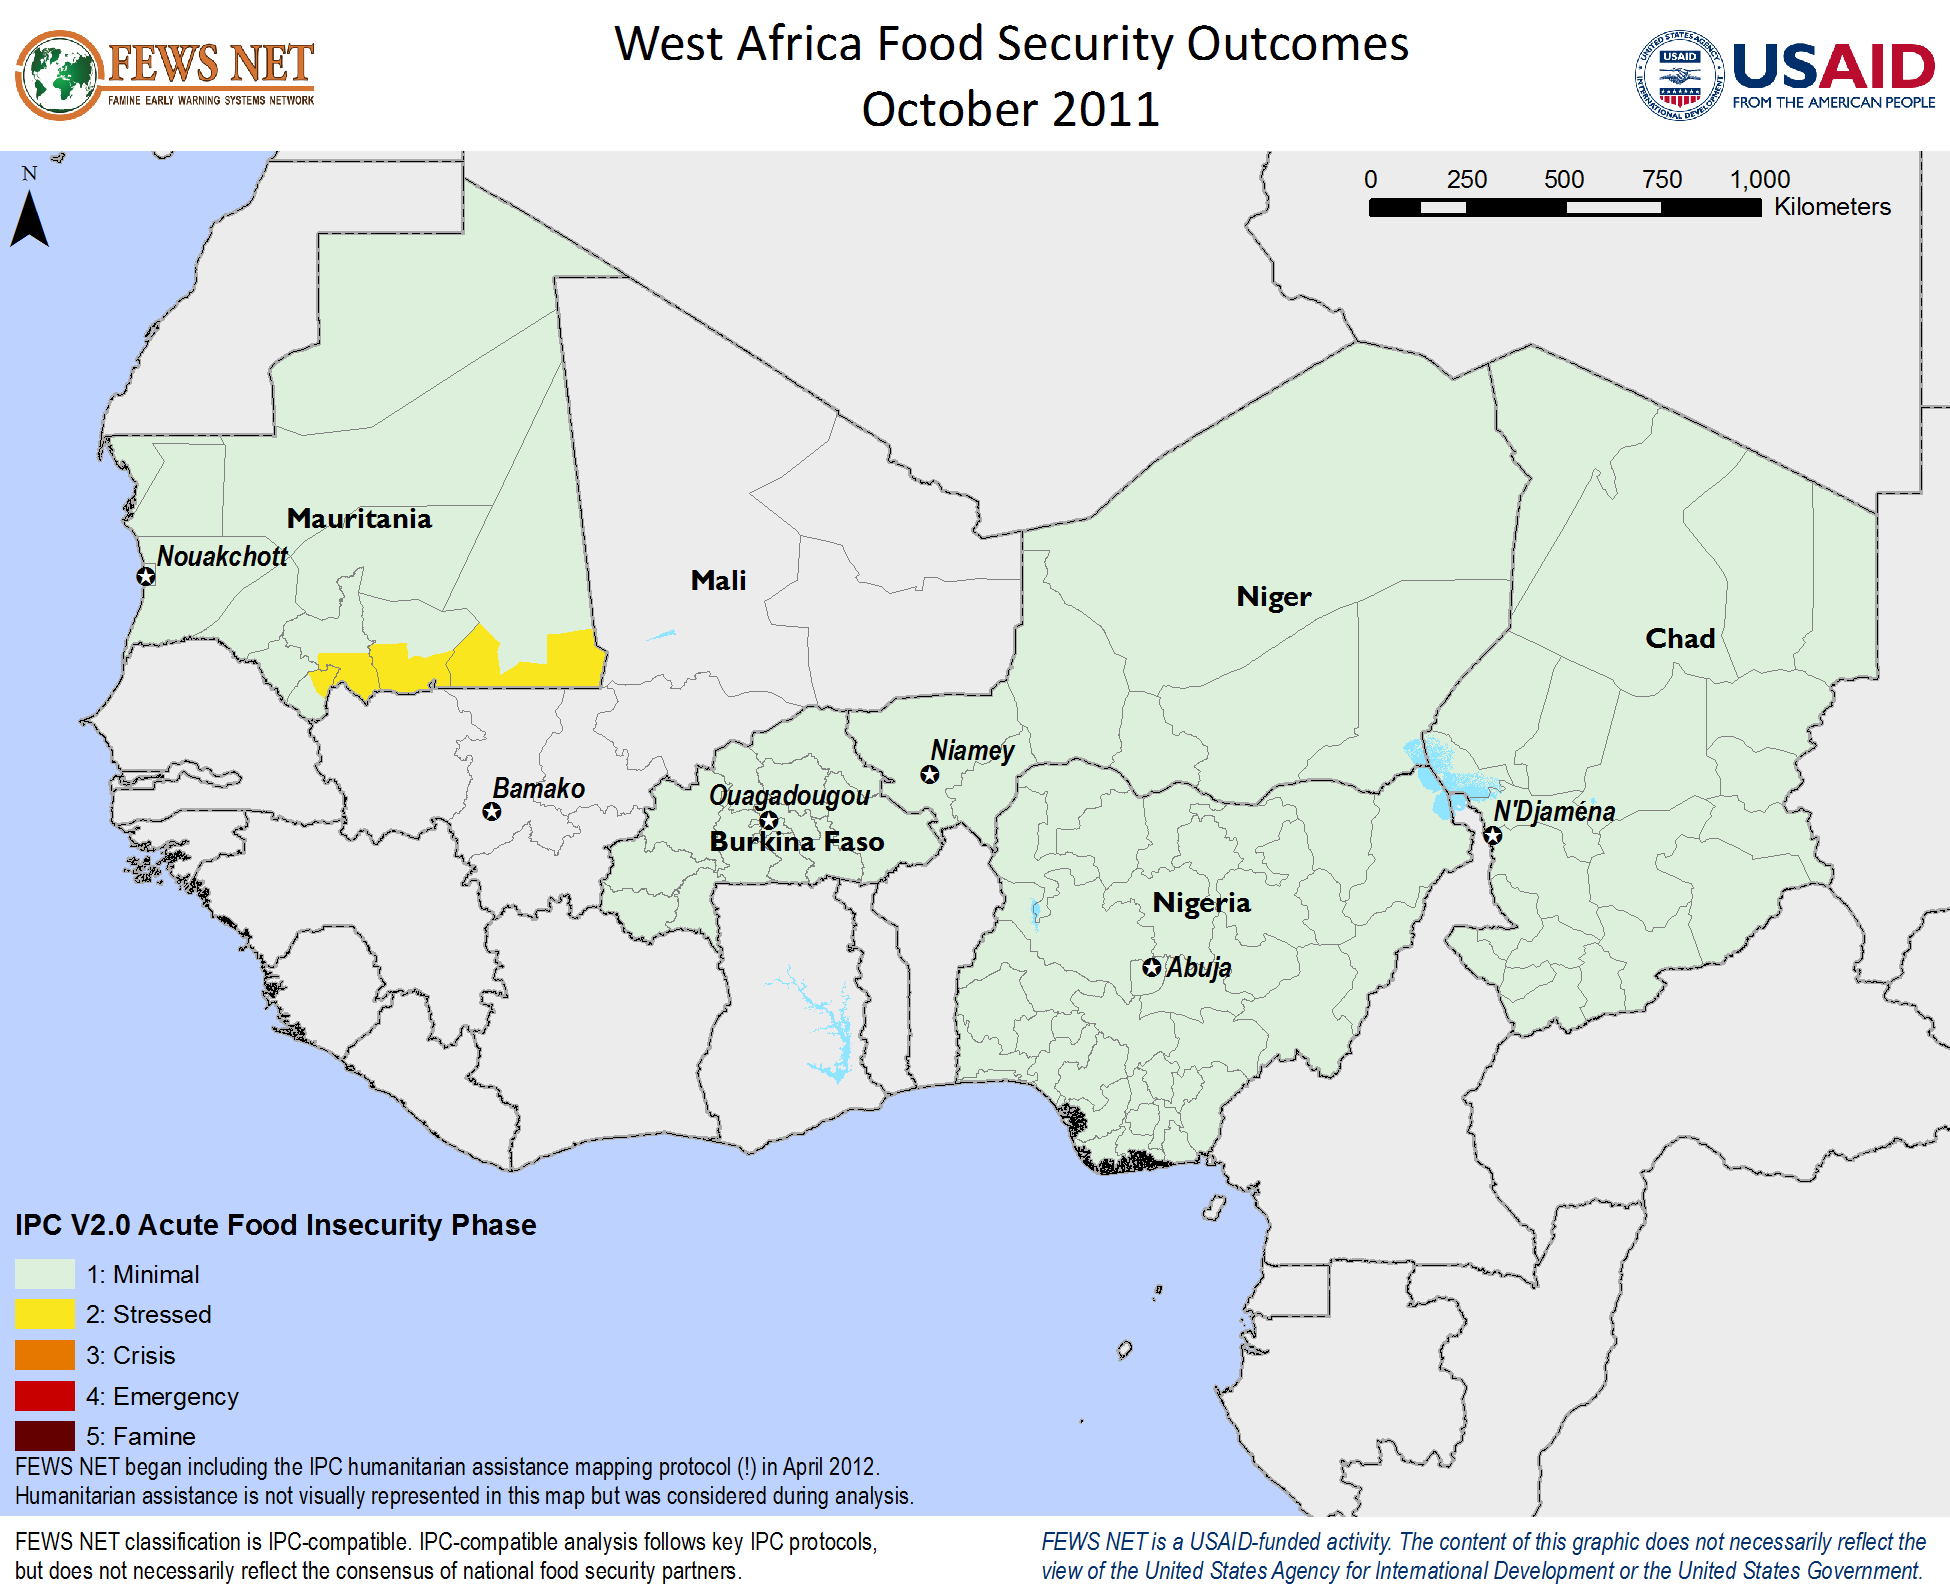 FEWS NET
FAMINE EARLY WARNING SYSTEMS NETWORK
West Africa Food Security Outcomes
October 2011
UNITED STATES AGENCY
USAID
INTERNATIONAL DEVELOPMENT
USAID
FROM THE AMERICAN PEOPLE
N
0 250 500 750 1,000
Kilometers
Mauritania
Nouakchott
Mali
Niger
Chad
Niamey
Bamako
Ouagadougou
Burkina Faso
N'Djamena
Nigeria
Abuja
IPC V2.0 Acute Food Insecurity Phase
1: Minimal
2: Stressed
3: Crisis
4: Emergency
5: Famine
FEWS NET began including the IPC humanitarian assistance mapping protocol (!) in April 2012.
Humanitarian assistance is not visually represented in this map but was considered during analysis.
FEWS NET classification is IPC-compatible. IPC-compatible analysis follows key IPC protocols,
but does not necessarily reflect the consensus of national food security partners.
FEWS NET is a USAID-funded activity. The content of this graphic does not necessarily reflect the
view of the United States Agency for International Development or the United States Government.